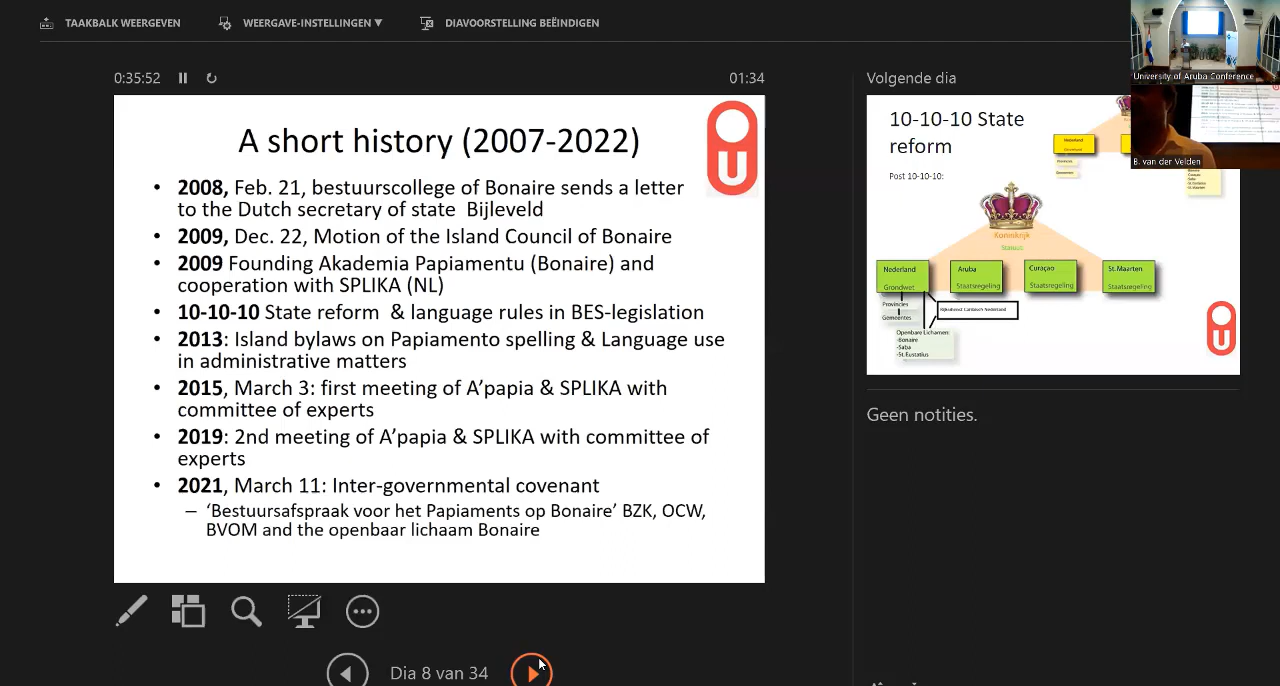 TAAKBALK WEERGEVEN
WEERGAVE-INSTELLINGEN ▼
DIAVOORSTELLING BEËINDIGEN
0:35:52
01:34
A short history (2007-2022)
• 2008, Feb. 21, bestuurscollege of Bonaire sends a letter
to the Dutch secretary of state Bijleveld
• 2009, Dec. 22, Motion of the Island Council of Bonaire
• 2009 Founding Akademia Papiamentu (Bonaire) and
cooperation with SPLIKA (NL)
• 10-10-10 State reform & language rules in BES-legislation
• 2013: Island bylaws on Papiamento spelling & Language use
in administrative matters
• 2015, March 3: first meeting of A’papia & SPLIKA with
committee of experts
• 2019: 2nd meeting of A’papia & SPLIKA with committee of
experts
• 2021, March 11: Inter-governmental covenant
– ‘Bestuursafspraak voor het Papiaments op Bonaire’ BZK, OCW,
BVOM and the openbaar lichaam Bonaire
Dia 8 van 34
Volgende dia
10-10-10 State
reform
Post 10-10-10:
Koninkrijk
Statuut
Nederland
Grondwet
Aruba
Staatsregeling
Curaçao
Staatsregeling
St.Maarten
Staatsregeling
Provincies
Gemeentes
Rijksdienst Caribisch Nederland
Openbare Lichamen:
-Bonaire
-Saba
-St.Eustatius
Geen notities.
University of Aruba Conference
B. van der Velden